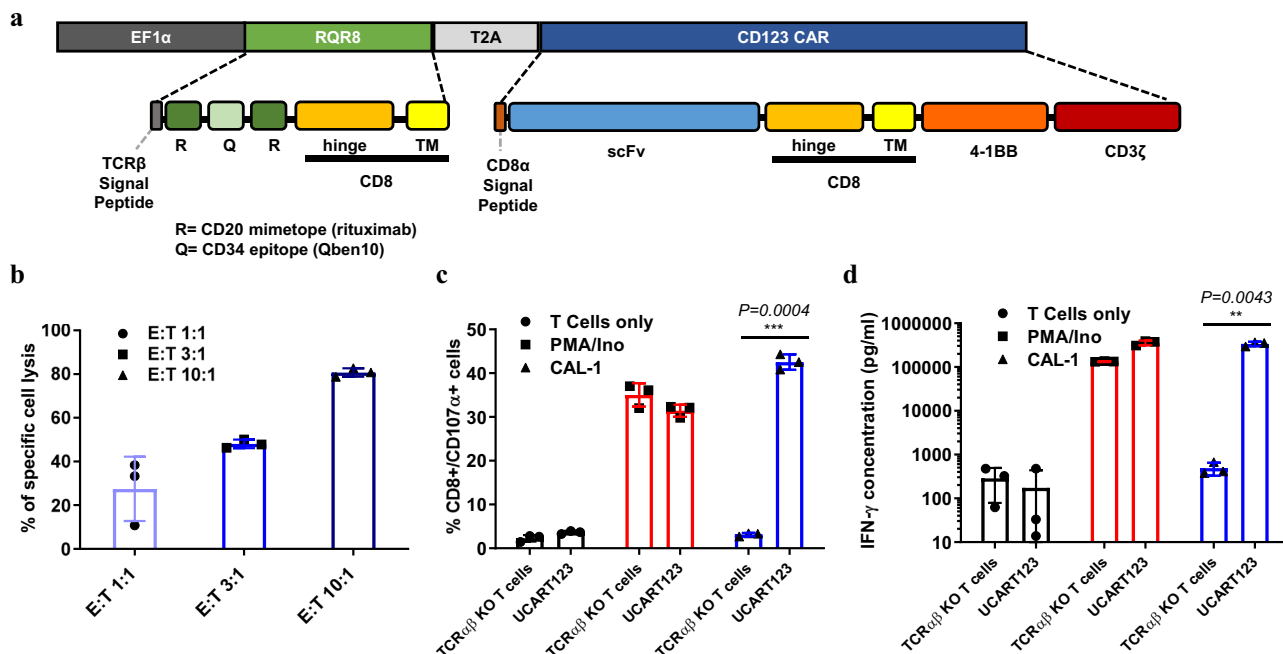 a
EF1α
RQR8
T2A
CD123 CAR
R
Q
R
hinge
TM
CD8
TCRβ
Signal
Peptide
CD8α
Signal
Peptide
scFv
hinge
TM
CD8
4-1BB
CD3ζ
R= CD20 mimetope (rituximab)
Q= CD34 epitope (Qben10)
b
% of specific cell lysis
100
80
60
40
20
0
E:T 1:1
E:T 3:1
E:T 10:1
E:T 1:1
E:T 3:1
E:T 10:1
c
% CD8+/CD107α+ cells
50
40
30
20
10
0
T Cells only
PMA/Ino
CAL-1
P=0.0004
***
TCRαβ KO T cells
UCART123
TCRαβ KO T cells
UCART123
TCRαβ KO T cells
UCART123
d
IFN-γ concentration (pg/ml)
1000000
100000
10000
1000
100
10
T Cells only
PMA/Ino
CAL-1
P=0.0043
**
TCRαβ KO T cells
UCART123
TCRαβ KO T cells
UCART123
TCRαβ KO T cells
UCART123